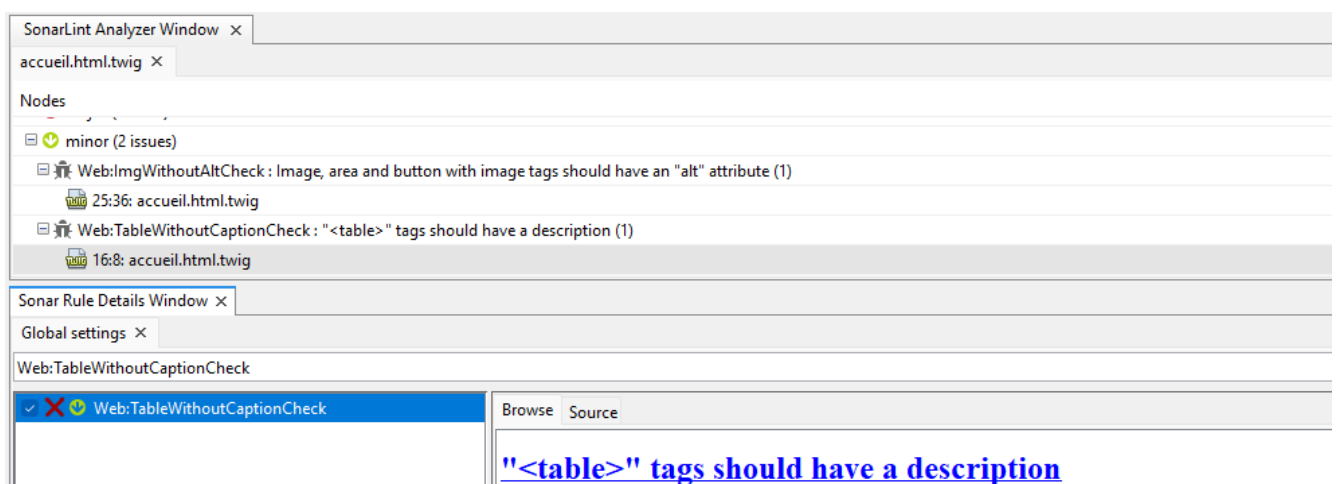 SonarLint Analyzer Window
accueil.html.twig
Nodes
minor (2 issues)
Web:ImgWithoutAltCheck : Image, area and button with image tags should have an "alt" attribute (1)
25:36: accueil.html.twig
Web:TableWithoutCaptionCheck : "<table>" tags should have a description (1)
16:8: accueil.html.twig
Sonar Rule Details Window
Global settings
Web:TableWithoutCaptionCheck
Web:TableWithoutCaptionCheck
Browse Source
"<table>" tags should have a description